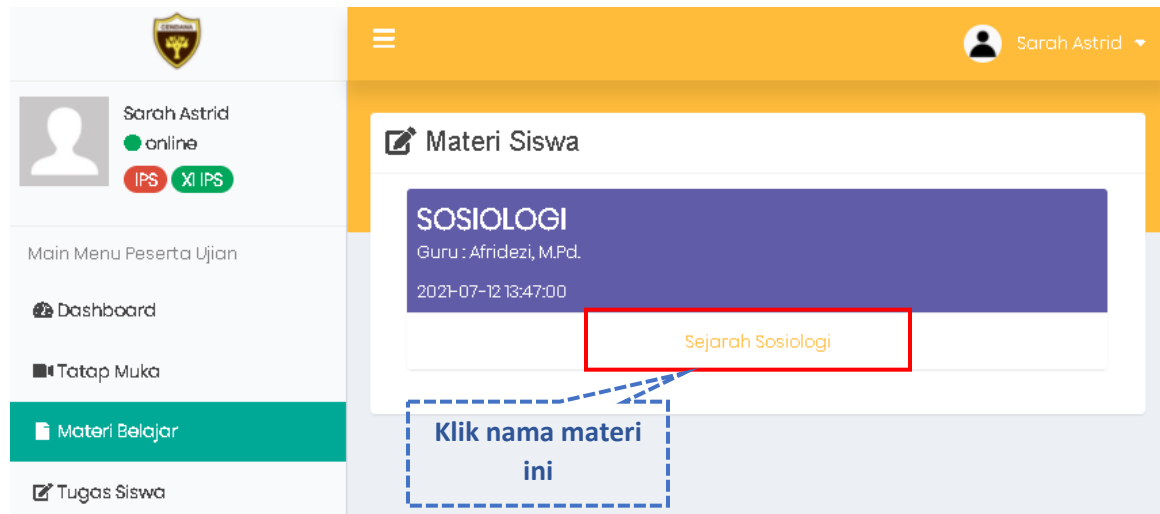 CENDANA
Sarah Astrid
Sarah Astrid
online
IPS XI IPS
Main Menu Peserta Ujian
Dashboard
Tatap Muka
Materi Belajar
Tugas Siswa
Materi Siswa
SOSIOLOGI
Guru : Afridezi, M.Pd.
2021-07-12 13:47:00
Sejarah Sosiologi
Klik nama materi
ini